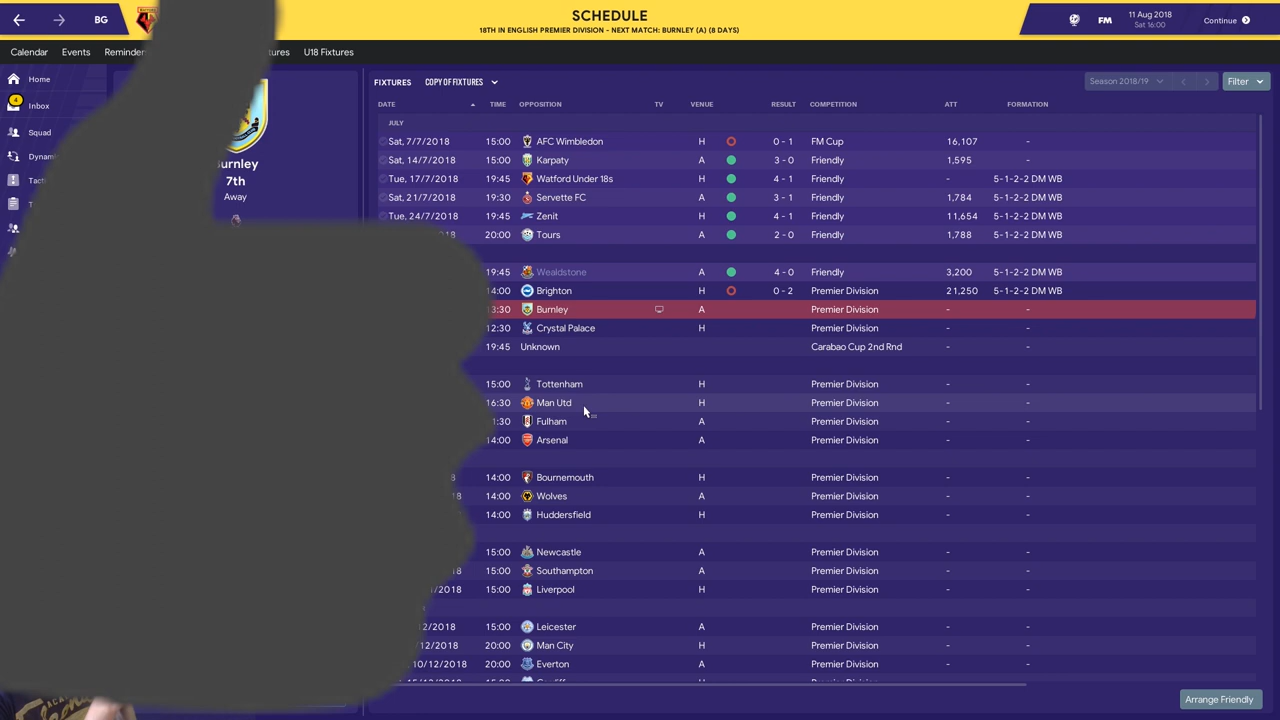 BG
SCHEDULE
18TH IN ENGLISH PREMIER DIVISION - NEXT MATCH: BURNLEY (A) (8 DAYS)
FM
11 Aug 2018
Sat 16:00
Continue
Calendar Events U18 Fixtures
Home
4
Inbox
Squad
7th
Away
FIXTURES COPY OF FIXTURES
Season 2018/19
Filter
DATE TIME OPPOSITION TV VENUE RESULT COMPETITION ATT FORMATION
JULY
Sat, 7/7/2018 15:00 AFC Wimbledon H 0 - 1 FM Cup 16,107 -
Sat, 14/7/2018 15:00 Karpaty A 3 - 0 Friendly 1,595 -
Tue, 17/7/2018 19:45 Watford Under 18s H 4 - 1 Friendly - 5-1-2-2 DM WB
Sat, 21/7/2018 19:30 Servette FC A 3 - 1 Friendly 1,784 5-1-2-2 DM WB
Tue, 24/7/2018 19:45 Zenit H 4 - 1 Friendly 11,654 5-1-2-2 DM WB
20:00 Tours A 2 - 0 Friendly 1,788 5-1-2-2 DM WB
19:45 Wealdstone A 4 - 0 Friendly 3,200 5-1-2-2 DM WB
14:00 Brighton H 0 - 2 Premier Division 21,250 5-1-2-2 DM WB
Burnley A Premier Division - -
12:30 Crystal Palace H Premier Division - -
19:45 Unknown Carabao Cup 2nd Rnd - -
15:00 Tottenham H Premier Division - -
16:30 Man Utd H Premier Division - -
Fulham A Premier Division - -
14:00 Arsenal A Premier Division - -
14:00 Bournemouth H Premier Division - -
14:00 Wolves A Premier Division - -
14:00 Huddersfield H Premier Division - -
15:00 Newcastle A Premier Division - -
15:00 Southampton A Premier Division - -
15:00 Liverpool H Premier Division - -
15:00 Leicester A Premier Division - -
20:00 Man City H Premier Division - -
20:00 Everton A Premier Division - -
Arrange Friendly